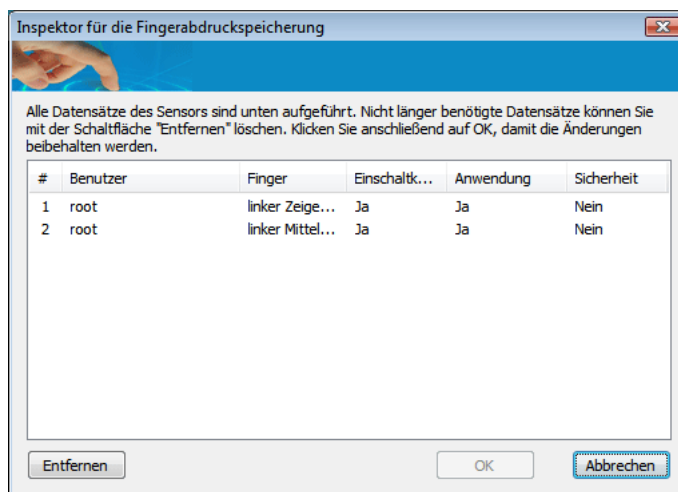 Inspektor für die Fingerabdruckspeicherung
Alle Datensätze des Sensors sind unten aufgeführt. Nicht länger benötigte Datensätze können Sie
mit der Schaltfläche "Entfernen" löschen. Klicken Sie anschließend auf OK, damit die Änderungen
beibehalten werden.
# Benutzer Finger Einschaltk... Anwendung Sicherheit
1 root linker Zeige... Ja Ja Nein
2 root linker Mittel... Ja Ja Nein
Entfernen OK Abbrechen